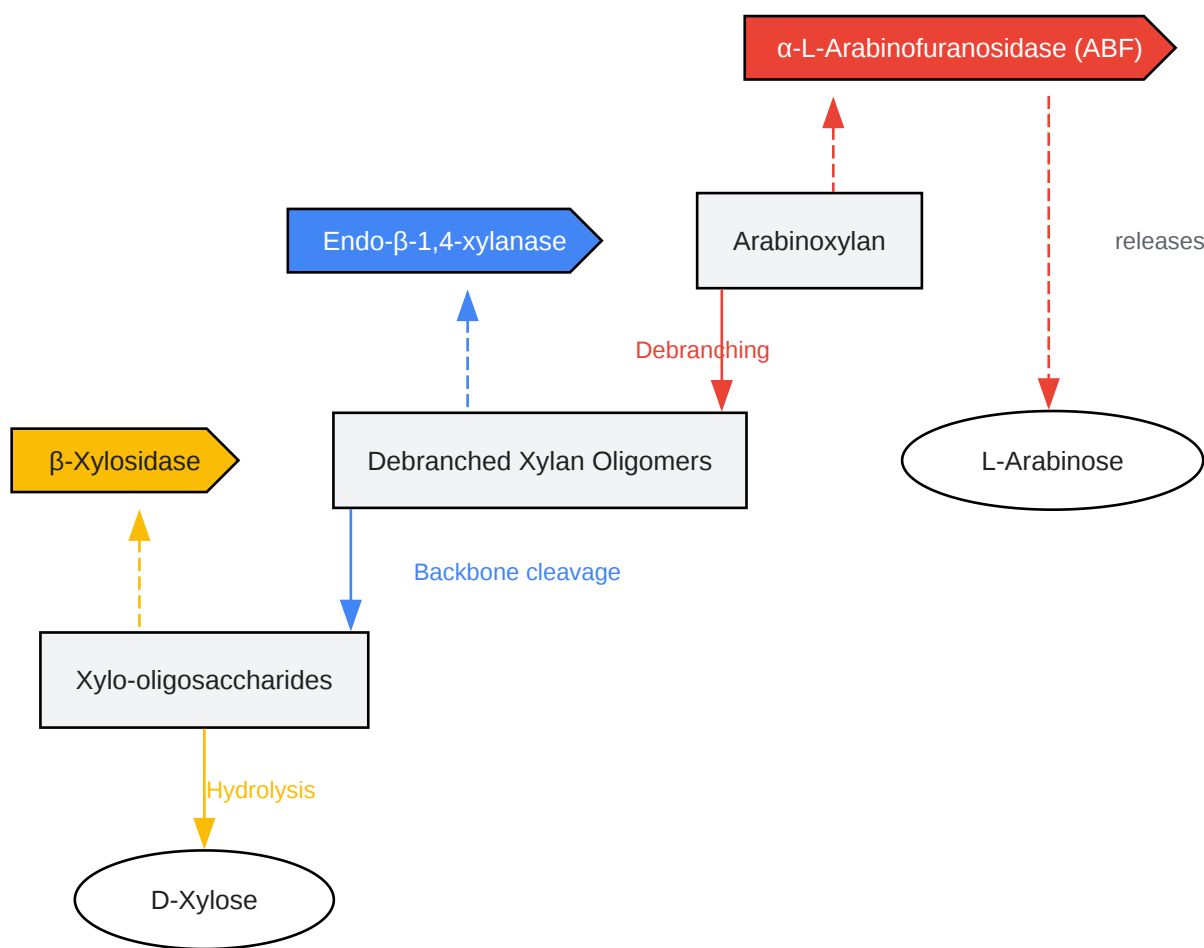 α-L-Arabinofuranosidase (ABF)
Endo-β-1,4-xylanase
Arabinoxylan
releases
Debranching
β-Xylosidase
Debranched Xylan Oligomers
L-Arabinose
Backbone cleavage
Xylo-oligosaccharides
Hydrolysis
D-Xylose